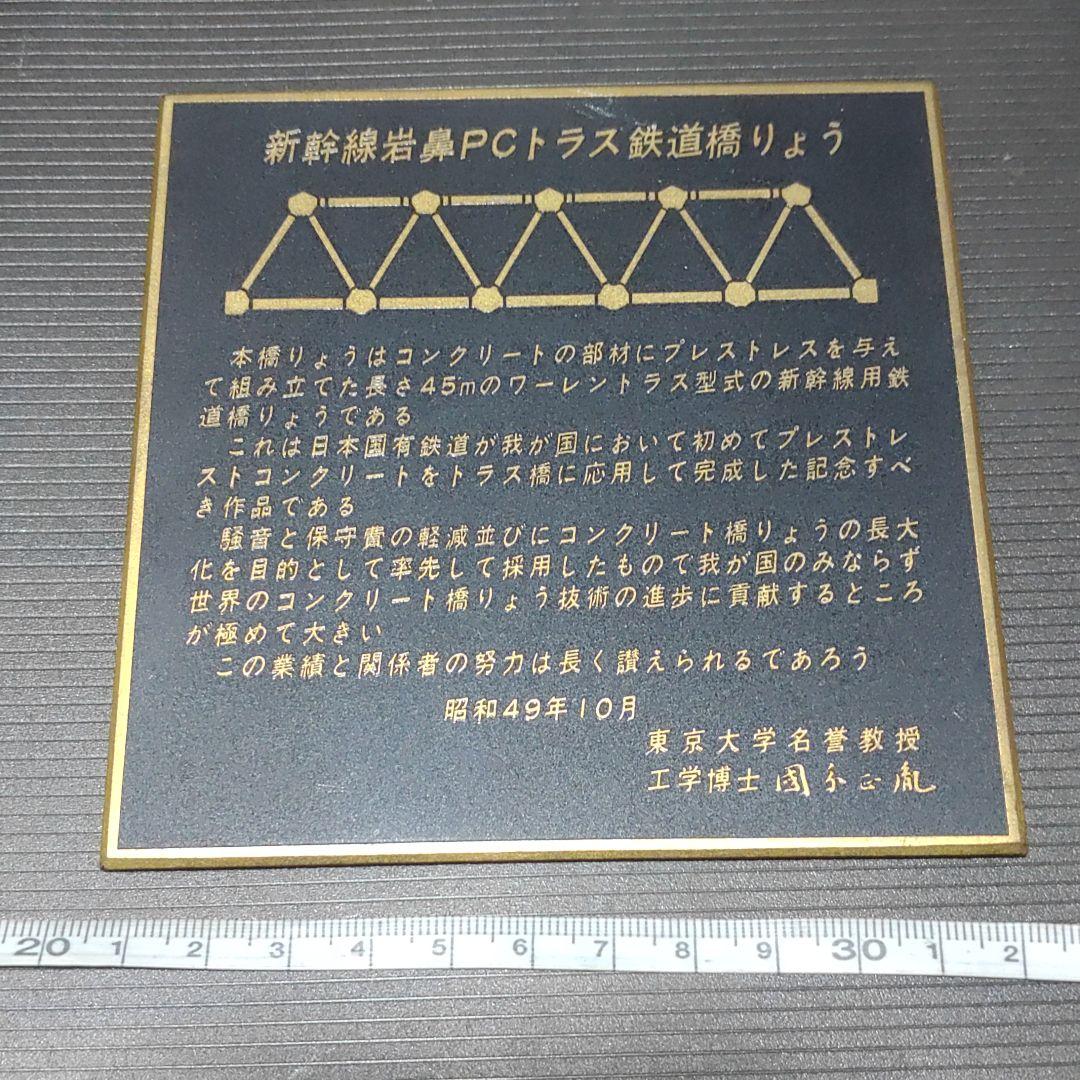 新幹線岩鼻PCトラス鉄道橋りょう
本橋りょうはコンクリートの部材にプレストレスを与え
て組み立てた長さ45mのワーレントラス型式の新幹線用鉄
道橋りょうである
これは日本国有鉄道が我が国において初めてプレストレ
ストコンクリートをトラス橋に応用して完成した記念すべ
き作品である
騒音と保守費の軽減並びにコンクリート橋りょうの長大
化を目的として率先して採用したもので我が国のみならず
世界のコンクリート橋りょう技術の進歩に貢献するところ
が極めて大きい
この業績と関係者の努力は長く讃えられるであろう
昭和49年10月
東京大学名誉教授
工学博士 國分正胤
20 1 2 3 4 5 6 7 8 9 30 1 2